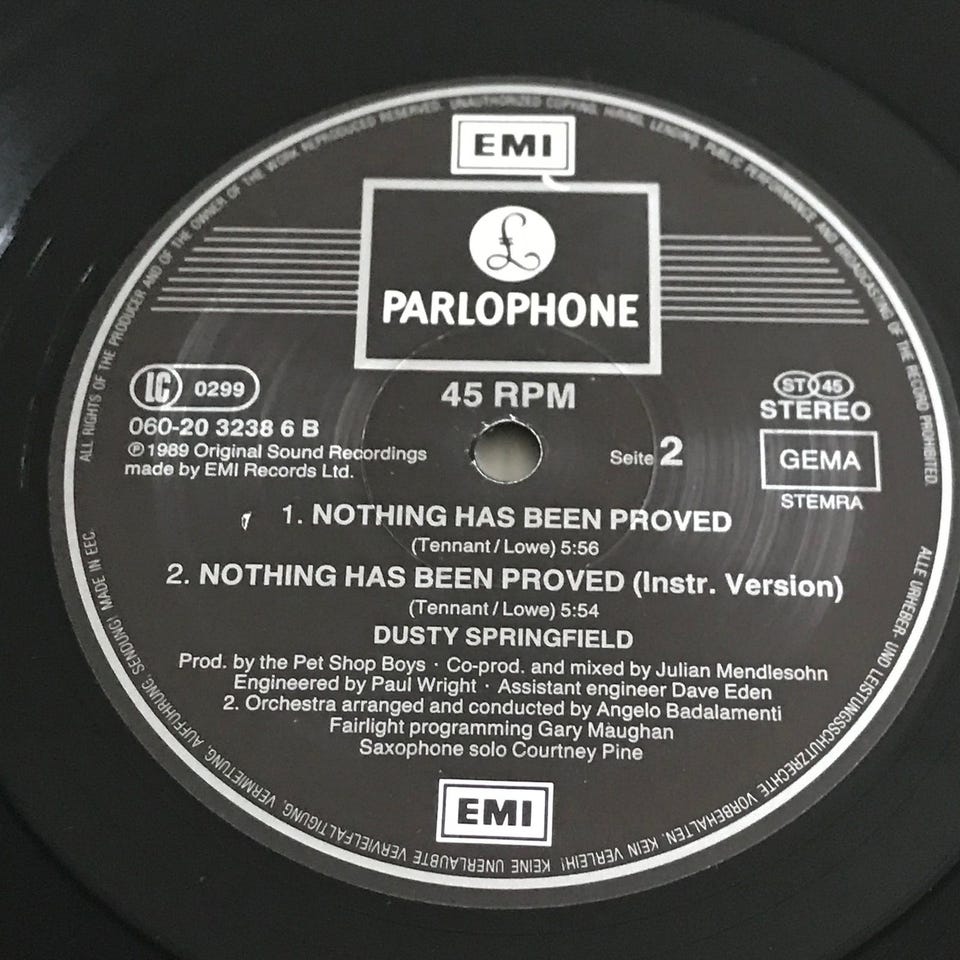 ALL RIGHTS OF THE PRODUCER AND OF THE OWNER OF THE WORK REPRODUCED RESERVED. UNAUTHORIZED COPYING, HIRING, LENDING, PUBLIC PERFORMANCE AND BROADCASTING OF THE RECORD PROHIBITED.
EMI
£
PARLOPHONE
LC 0299
45 RPM
ST 45
STEREO
060-20 3238 6 B
℗ 1989 Original Sound Recordings
made by EMI Records Ltd.
Seite 2
GEMA
STEMRA
1. NOTHING HAS BEEN PROVED
(Tennant/Lowe) 5:56
2. NOTHING HAS BEEN PROVED (Instr. Version)
(Tennant/Lowe) 5:54
DUSTY SPRINGFIELD
Prod. by the Pet Shop Boys · Co-prod. and mixed by Julian Mendlesohn
Engineered by Paul Wright · Assistant engineer Dave Eden
2. Orchestra arranged and conducted by Angelo Badalamenti
Fairlight programming Gary Maughan
Saxophone solo Courtney Pine
EMI
ALLE URHEBER- UND LEISTUNGSSCHUTZRECHTE VORBEHALTEN. KEIN VERLEIH! KEINE UNERLAUBTE VERVIELFÄLTIGUNG, VERMIETUNG, AUFFÜHRUNG, SENDUNG! MADE IN EEC